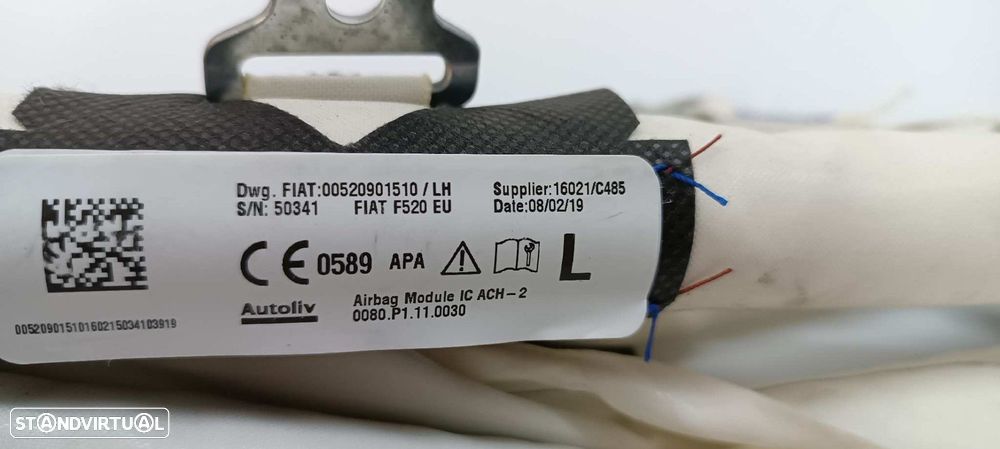 Dwg. FIAT:00520901510 / LH
S/N: 50341 FIAT F520 EU
Supplier:16021/C485
Date:08/02/19
CE 0589 APA L
Autoliv
Airbag Module IC ACH-2
0080.P1.11.0030
00520901510160215034103919
STANDVIRTUAL